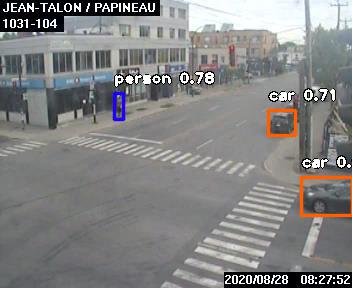 JEAN-TALON / PAPINEAU
1031-104
person 0.78
car 0.71
car 0.
2020/08/28 08:27:52